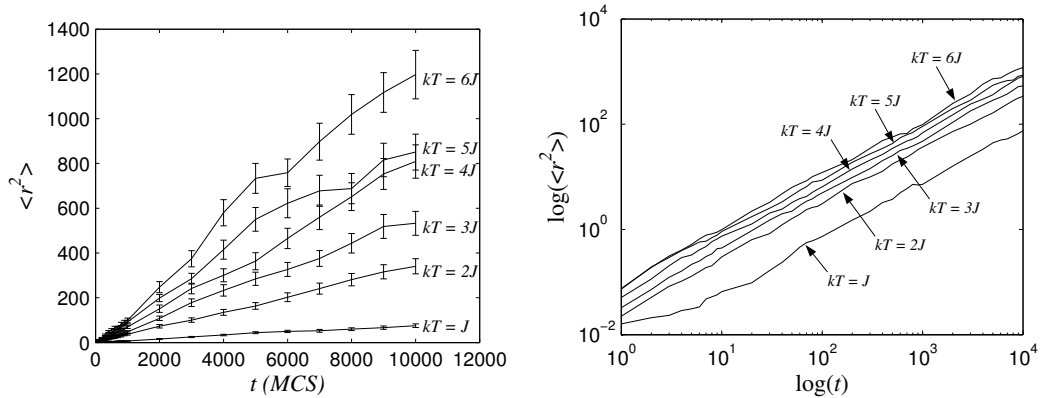 1400
1200
1000
800
600
400
200
0
<r²>
0 2000 4000 6000 8000 10000 12000
t (MCS)
kT = 6J
kT = 5J
kT = 4J
kT = 3J
kT = 2J
kT = J
10⁴
10²
10⁰
10⁻²
log(<r²>)
10⁰ 10¹ 10² 10³ 10⁴
log(t)
kT = 6J
kT = 5J
kT = 4J
kT = 3J
kT = 2J
kT = J